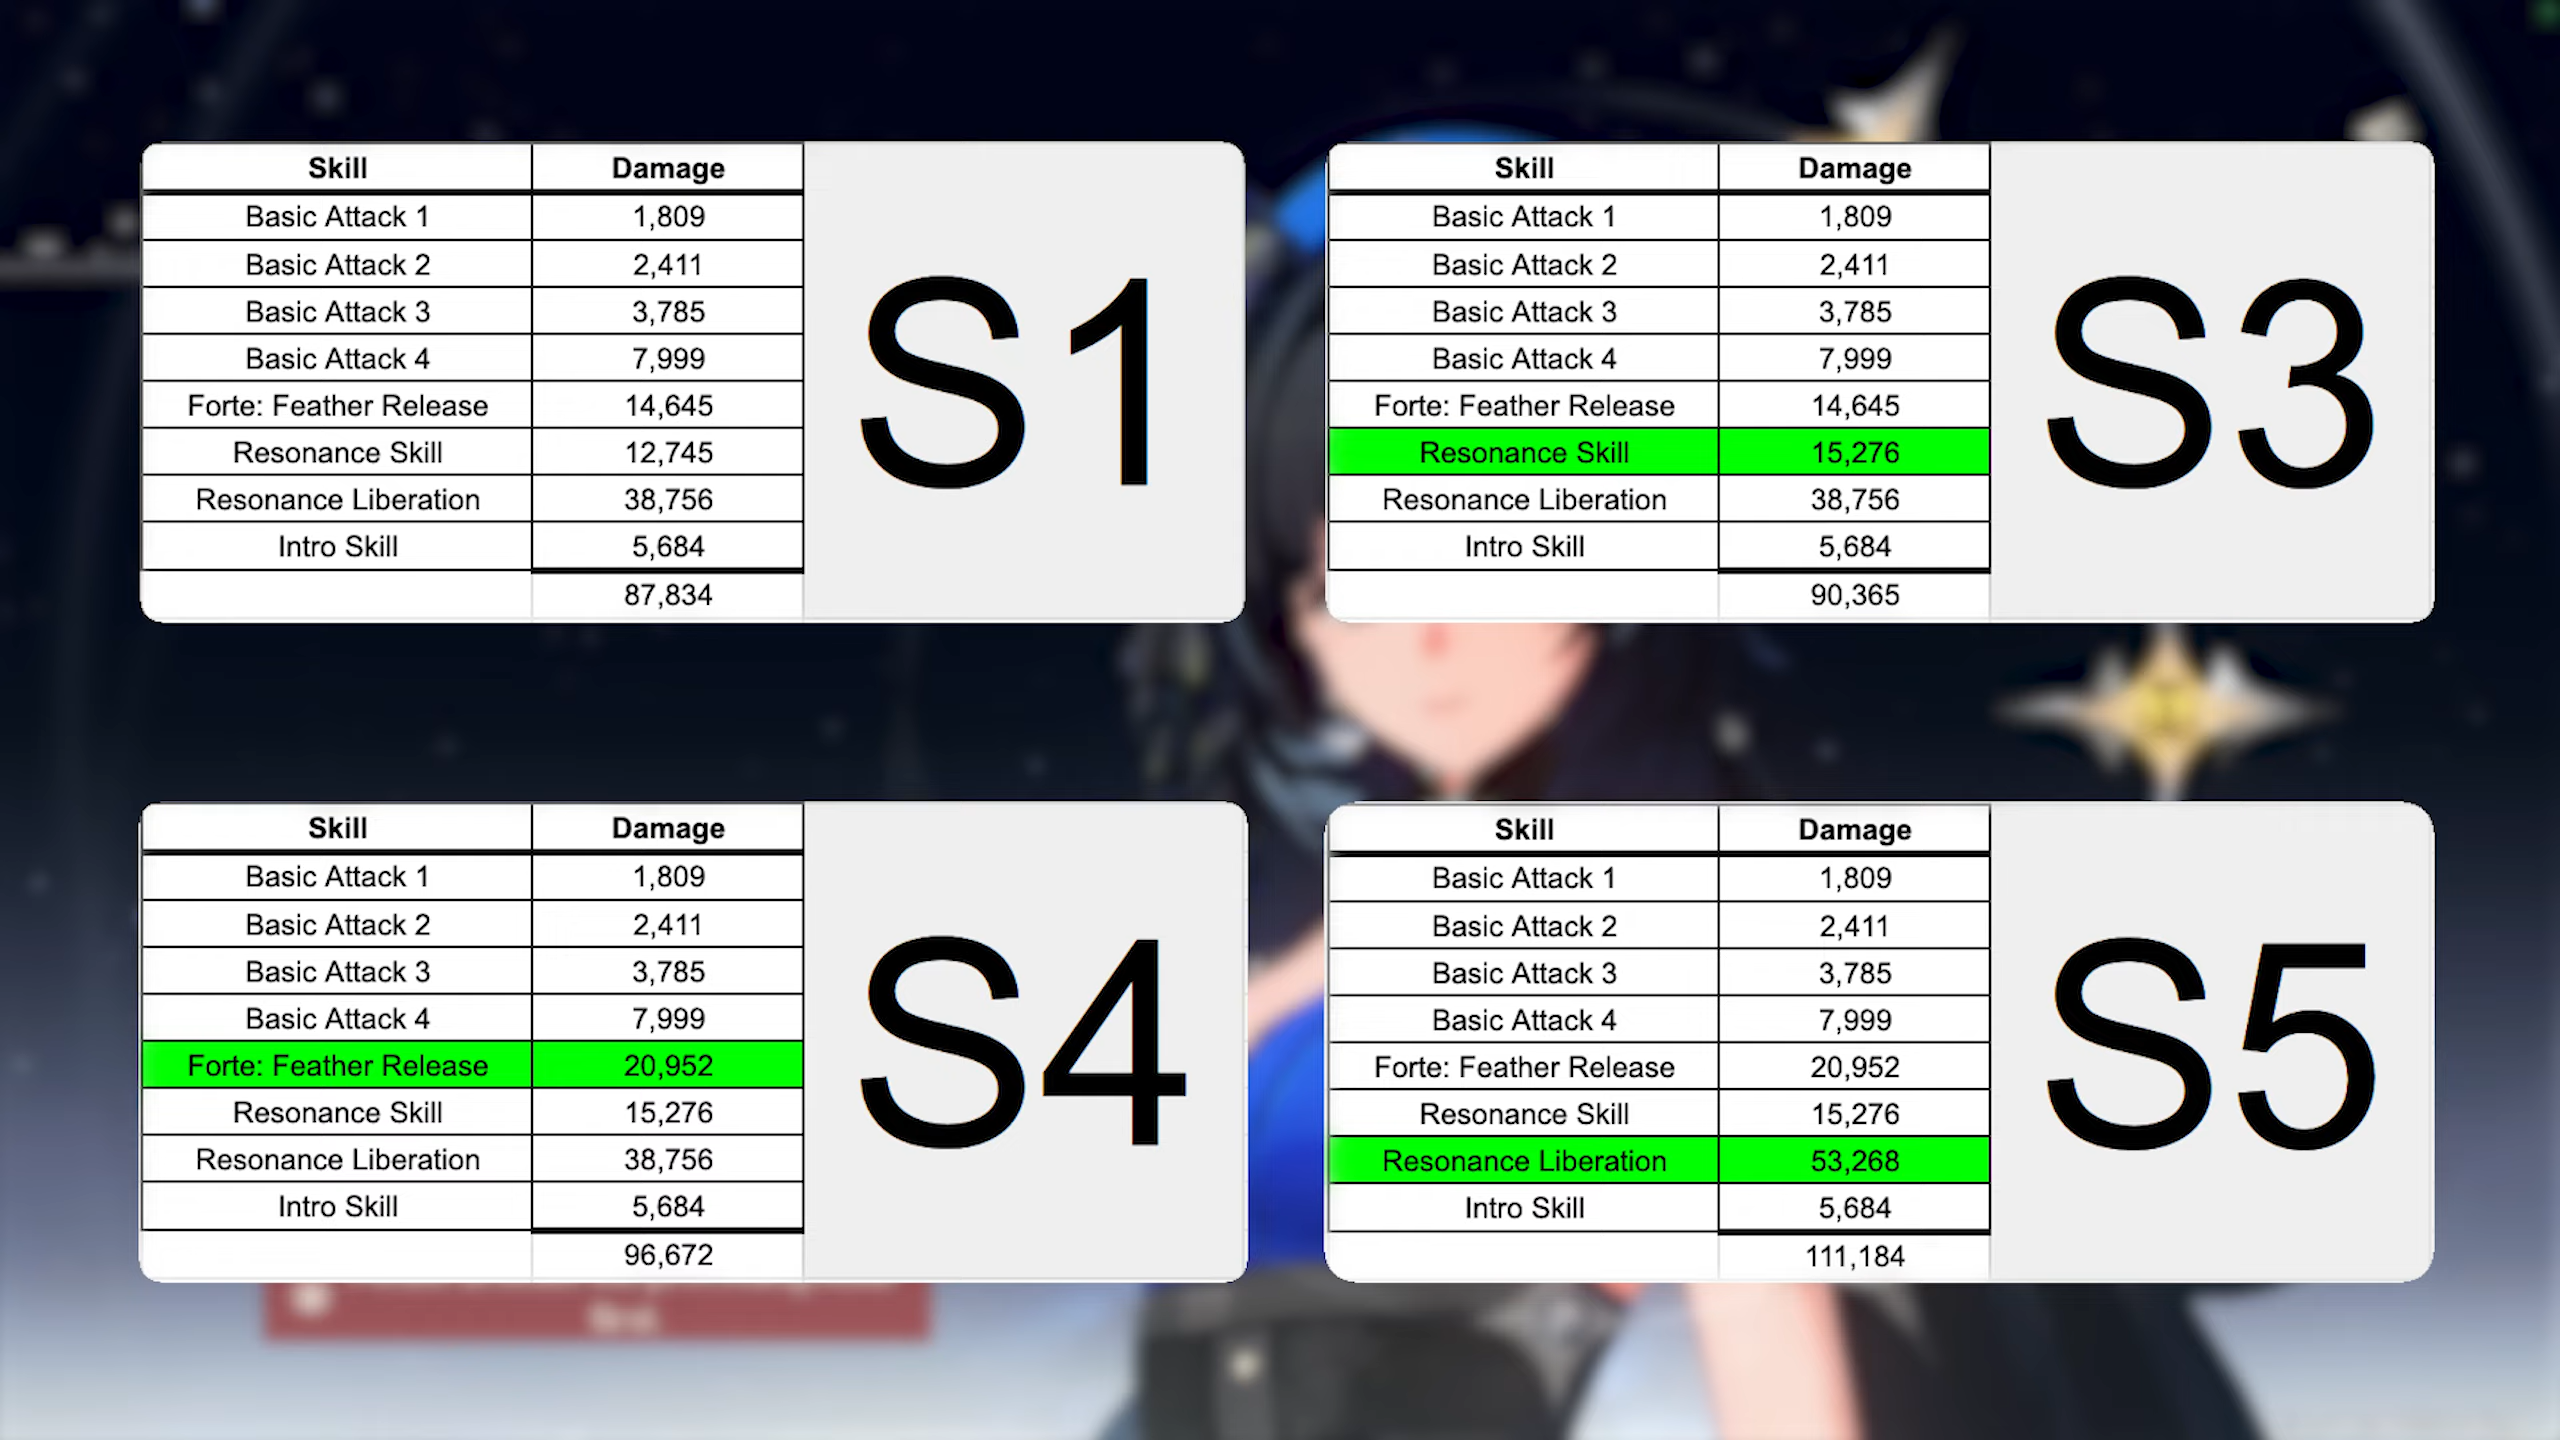 Skill Damage
Basic Attack 1 1,809
Basic Attack 2 2,411
Basic Attack 3 3,785
Basic Attack 4 7,999
Forte: Feather Release 14,645
Resonance Skill 12,745
Resonance Liberation 38,756
Intro Skill 5,684
87,834
S1
Skill Damage
Basic Attack 1 1,809
Basic Attack 2 2,411
Basic Attack 3 3,785
Basic Attack 4 7,999
Forte: Feather Release 14,645
Resonance Skill 15,276
Resonance Liberation 38,756
Intro Skill 5,684
90,365
S3
Skill Damage
Basic Attack 1 1,809
Basic Attack 2 2,411
Basic Attack 3 3,785
Basic Attack 4 7,999
Forte: Feather Release 20,952
Resonance Skill 15,276
Resonance Liberation 38,756
Intro Skill 5,684
96,672
S4
Skill Damage
Basic Attack 1 1,809
Basic Attack 2 2,411
Basic Attack 3 3,785
Basic Attack 4 7,999
Forte: Feather Release 20,952
Resonance Skill 15,276
Resonance Liberation 53,268
Intro Skill 5,684
111,184
S5